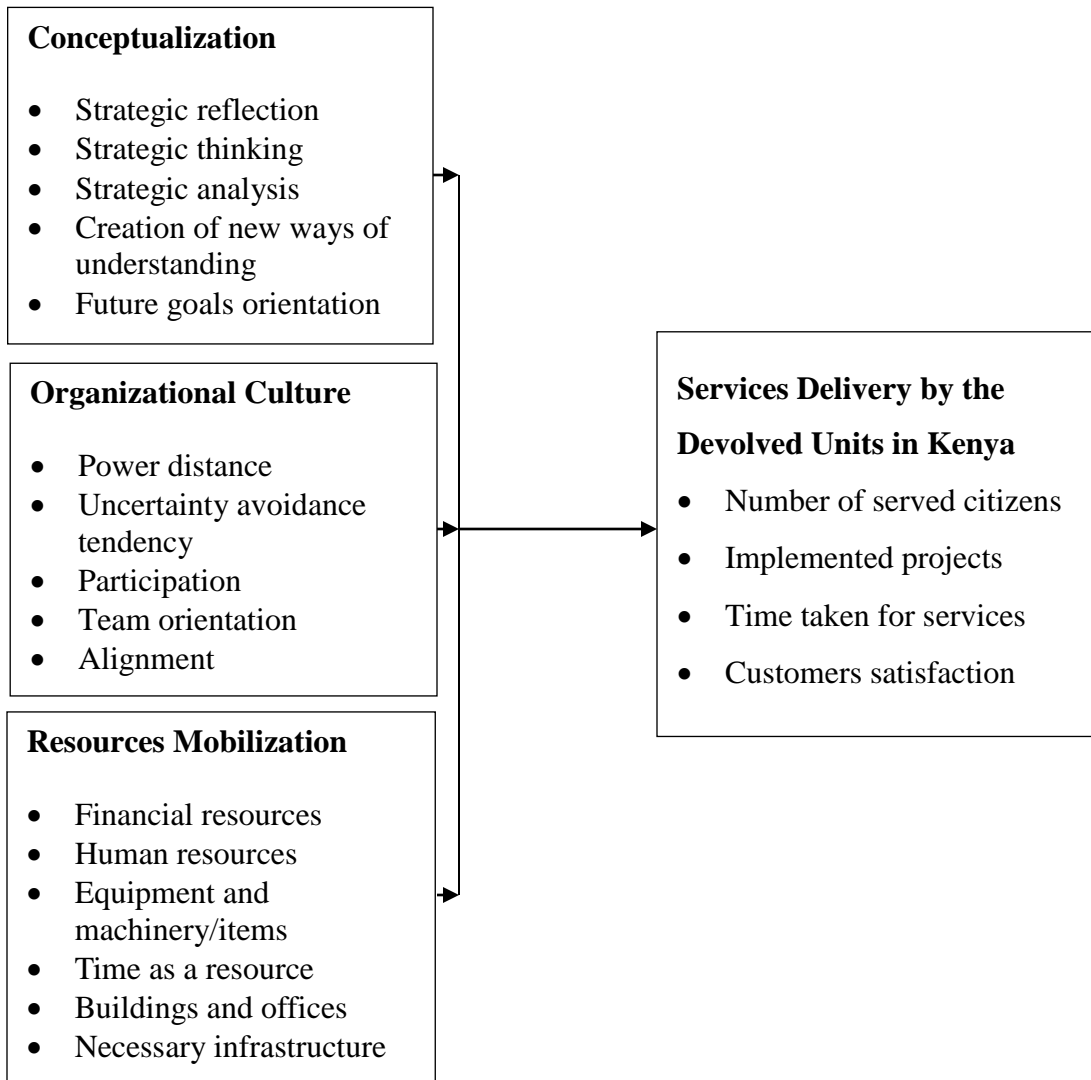 Conceptualization
• Strategic reflection
• Strategic thinking
• Strategic analysis
• Creation of new ways of
understanding
• Future goals orientation
Organizational Culture
• Power distance
• Uncertainty avoidance
tendency
• Participation
• Team orientation
• Alignment
Resources Mobilization
• Financial resources
• Human resources
• Equipment and
machinery/items
• Time as a resource
• Buildings and offices
• Necessary infrastructure
Services Delivery by the
Devolved Units in Kenya
• Number of served citizens
• Implemented projects
• Time taken for services
• Customers satisfaction